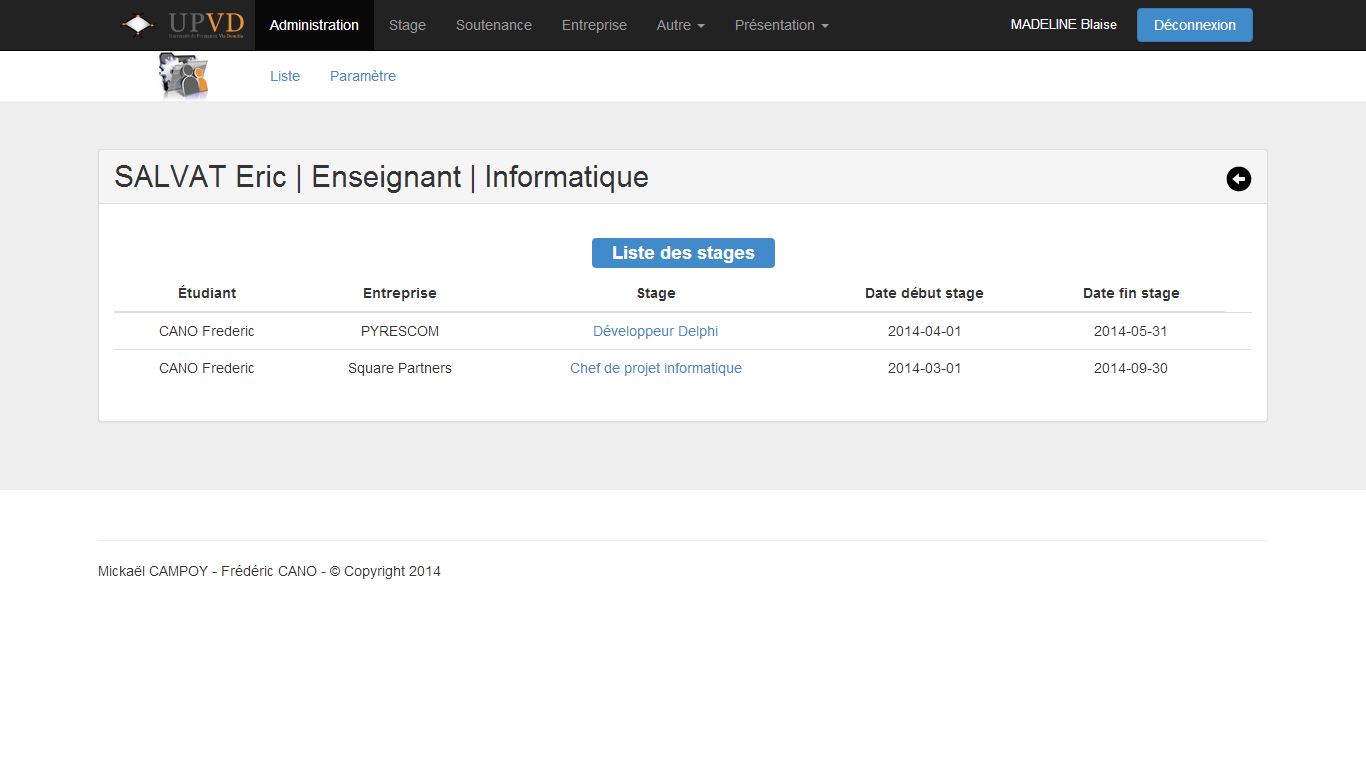 UPVD Administration Stage Soutenance Entreprise Autre Présentation MADELINE Blaise Déconnexion
Liste Paramètre
SALVAT Eric | Enseignant | Informatique
Liste des stages
Étudiant Entreprise Stage Date début stage Date fin stage
CANO Frederic PYRESCOM Développeur Delphi 2014-04-01 2014-05-31
CANO Frederic Square Partners Chef de projet informatique 2014-03-01 2014-09-30
Mickaël CAMPOY - Frédéric CANO - © Copyright 2014